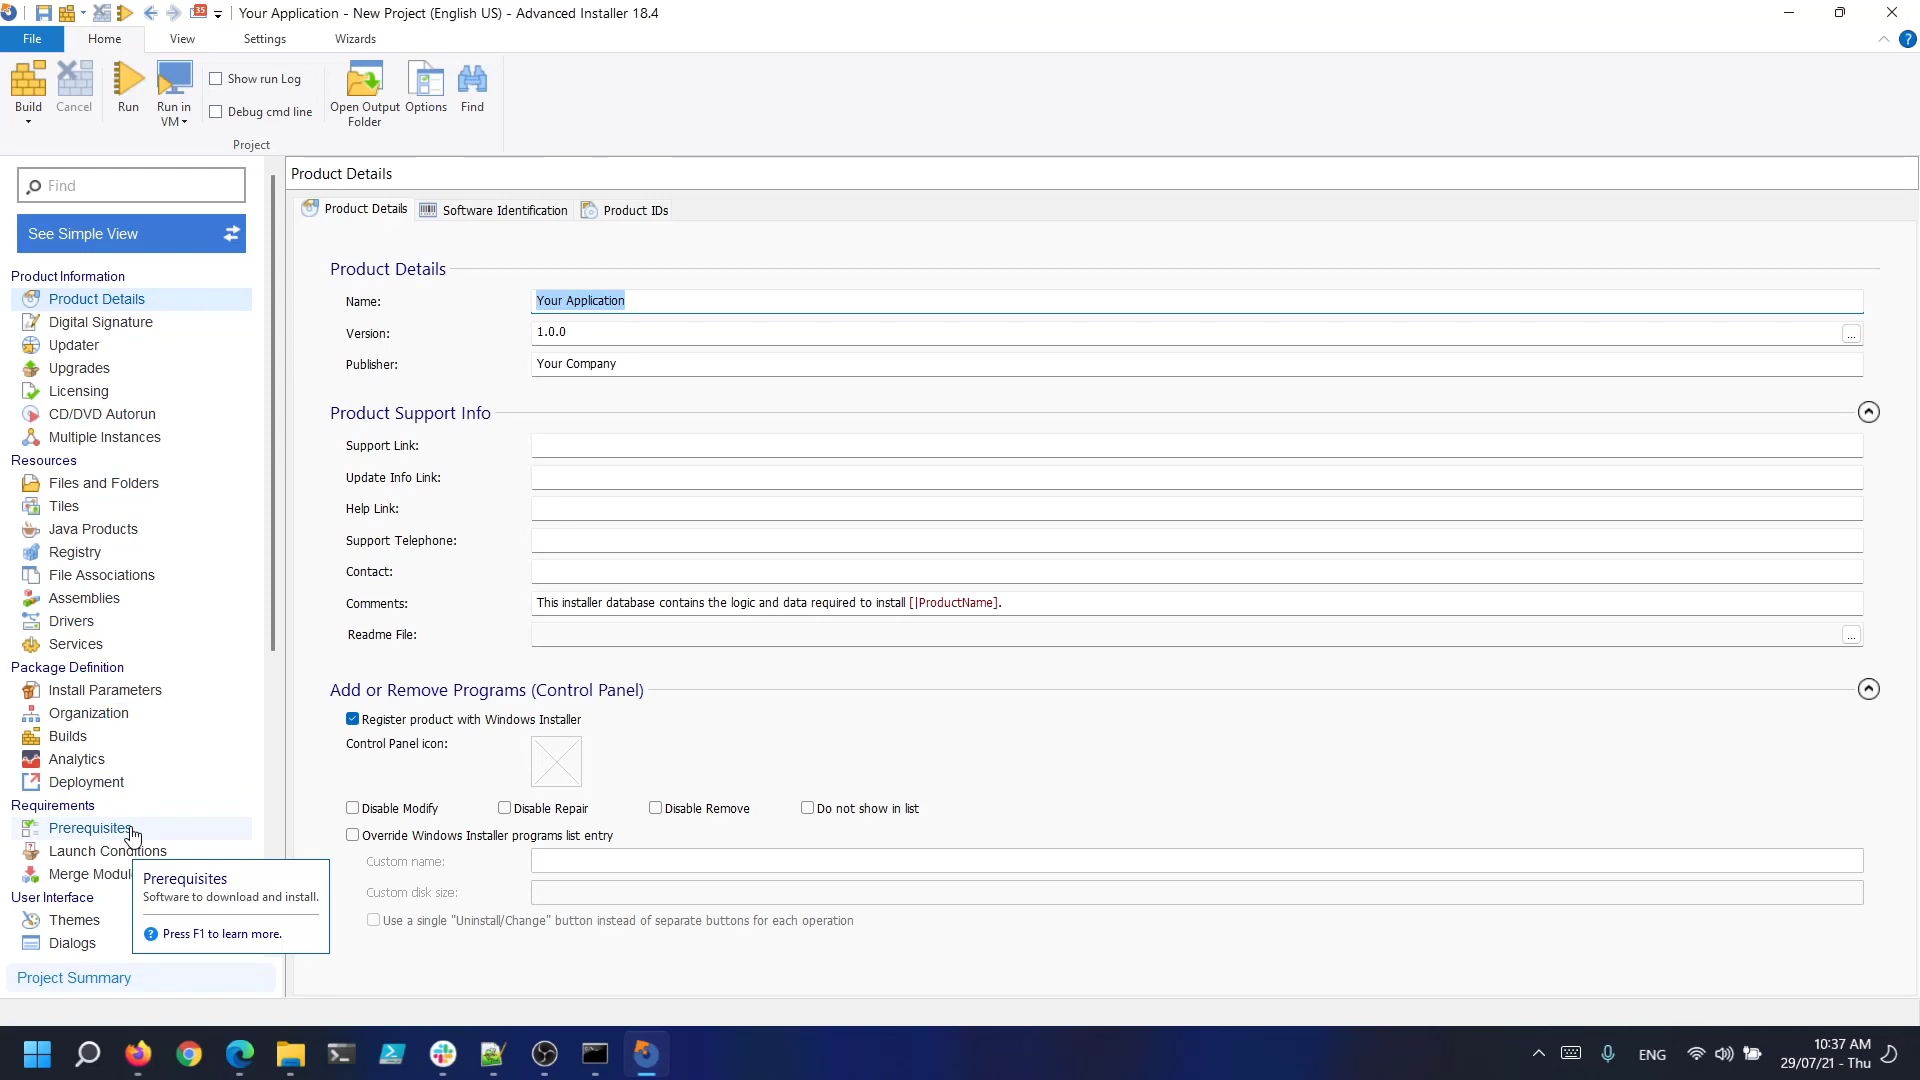 35 Your Application - New Project (English US) - Advanced Installer 18.4
File Home View Settings Wizards ?
Build Cancel Run Run in VM Show run Log Debug cmd line Open Output Folder Options Find
Project
Find
See Simple View
Product Information
Product Details
Digital Signature
Updater
Upgrades
Licensing
CD/DVD Autorun
Multiple Instances
Resources
Files and Folders
Tiles
Java Products
Registry
File Associations
Assemblies
Drivers
Services
Package Definition
Install Parameters
Organization
Builds
Analytics
Deployment
Requirements
Prerequisites
Launch Conditions
Merge Modul
User Interface
Themes
Dialogs
Project Summary
Prerequisites
Software to download and install.
? Press F1 to learn more.
Product Details
Product Details Software Identification Product IDs
Product Details
Name: Your Application
Version: 1.0.0 ...
Publisher: Your Company
Product Support Info
Support Link:
Update Info Link:
Help Link:
Support Telephone:
Contact:
Comments: This installer database contains the logic and data required to install [|ProductName].
Readme File: ...
Add or Remove Programs (Control Panel)
Register product with Windows Installer
Control Panel icon:
Disable Modify Disable Repair Disable Remove Do not show in list
Override Windows Installer programs list entry
Custom name:
Custom disk size:
Use a single "Uninstall/Change" button instead of separate buttons for each operation
ENG 10:37 AM
29/07/21 - Thu